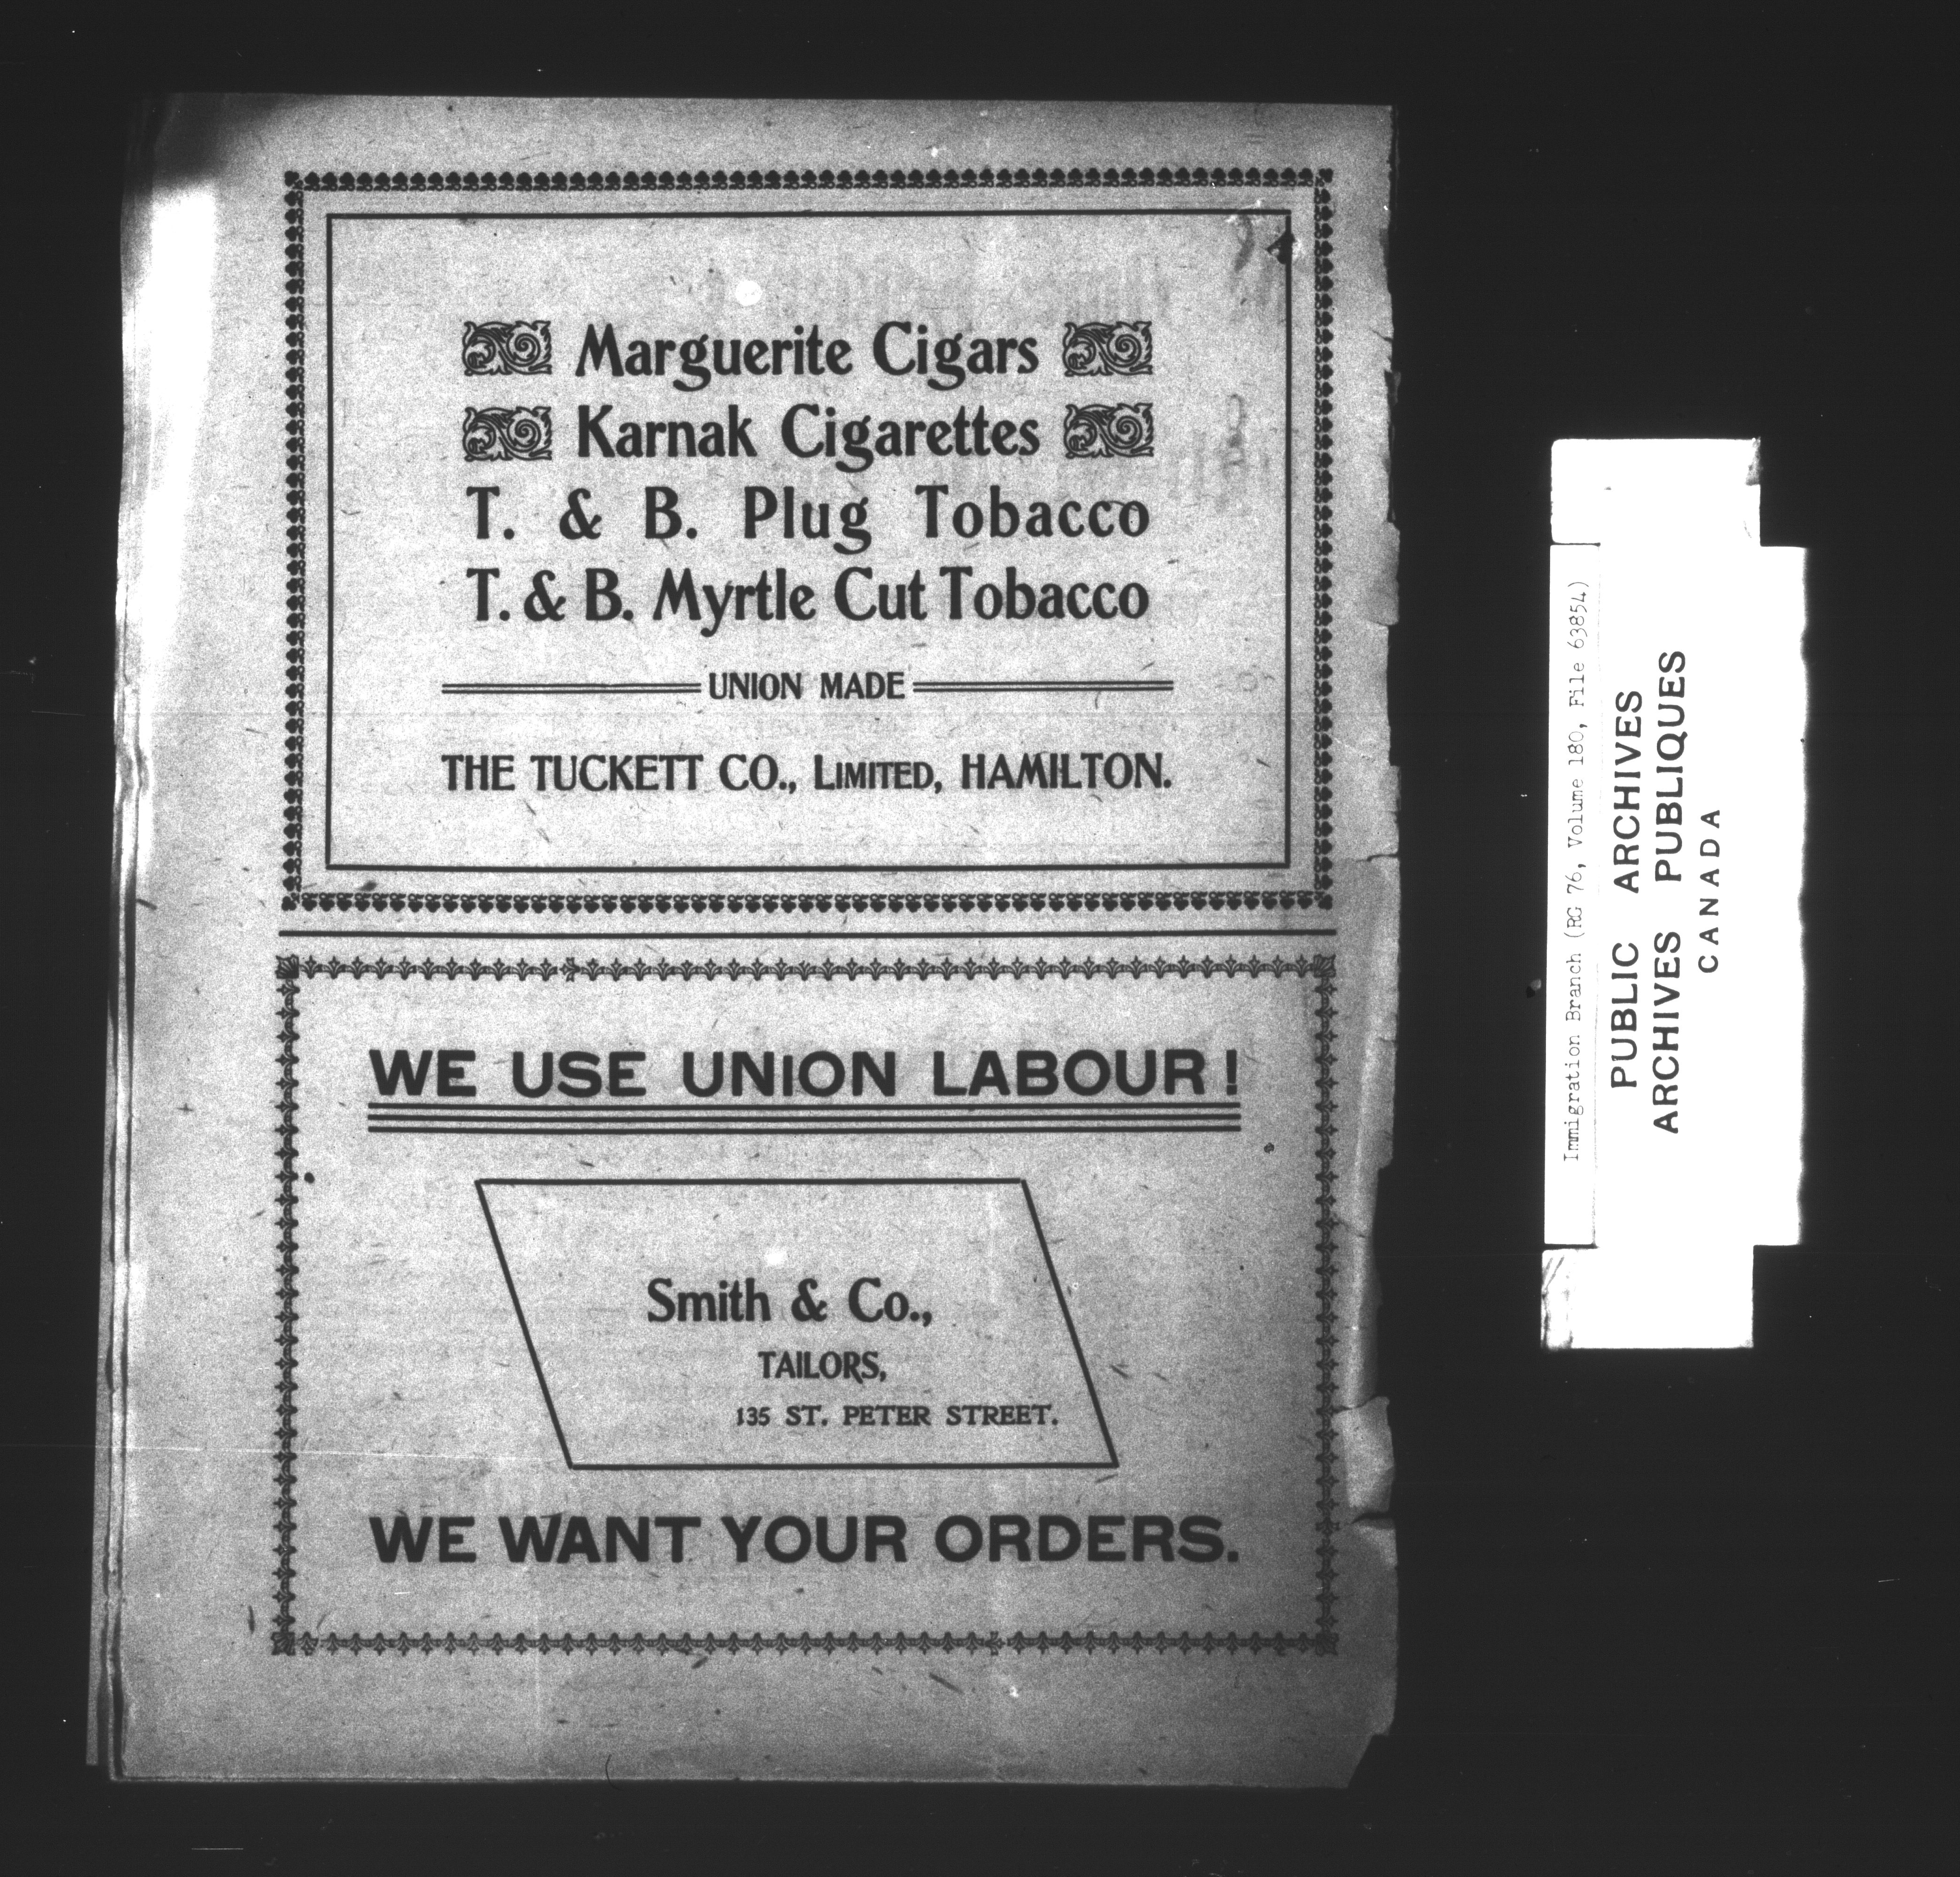 Marguerite Cigars
Karnak Cigarettes
T. & B. Plug Tobacco
T. & B. Myrtle Cut Tobacco
UNION MADE
THE TUCKETT CO., LIMITED, HAMILTON.
WE USE UNION LABOUR!
Smith & Co.,
TAILORS,
135 ST. PETER STREET.
WE WANT YOUR ORDERS.
Immigration Branch (RG 76, Volume 180, File 63854)
PUBLIC ARCHIVES
ARCHIVES PUBLIQUES
CANADA